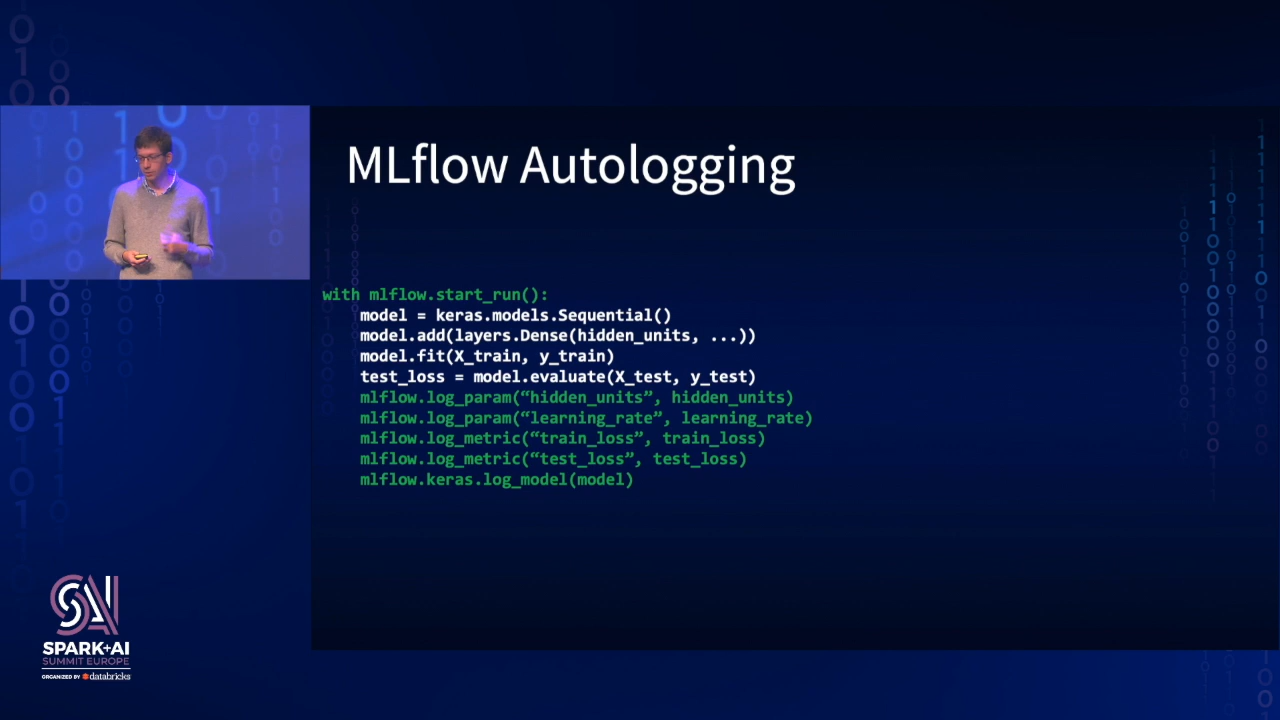 MLflow Autologging
with mlflow.start_run():
model = keras.models.Sequential()
model.add(layers.Dense(hidden_units, ...))
model.fit(X_train, y_train)
test_loss = model.evaluate(X_test, y_test)
mlflow.log_param(“hidden_units”, hidden_units)
mlflow.log_param(“learning_rate”, learning_rate)
mlflow.log_metric(“train_loss”, train_loss)
mlflow.log_metric(“test_loss”, test_loss)
mlflow.keras.log_model(model)
SAI
SPARK+AI
SUMMIT EUROPE
ORGANIZED BY databricks